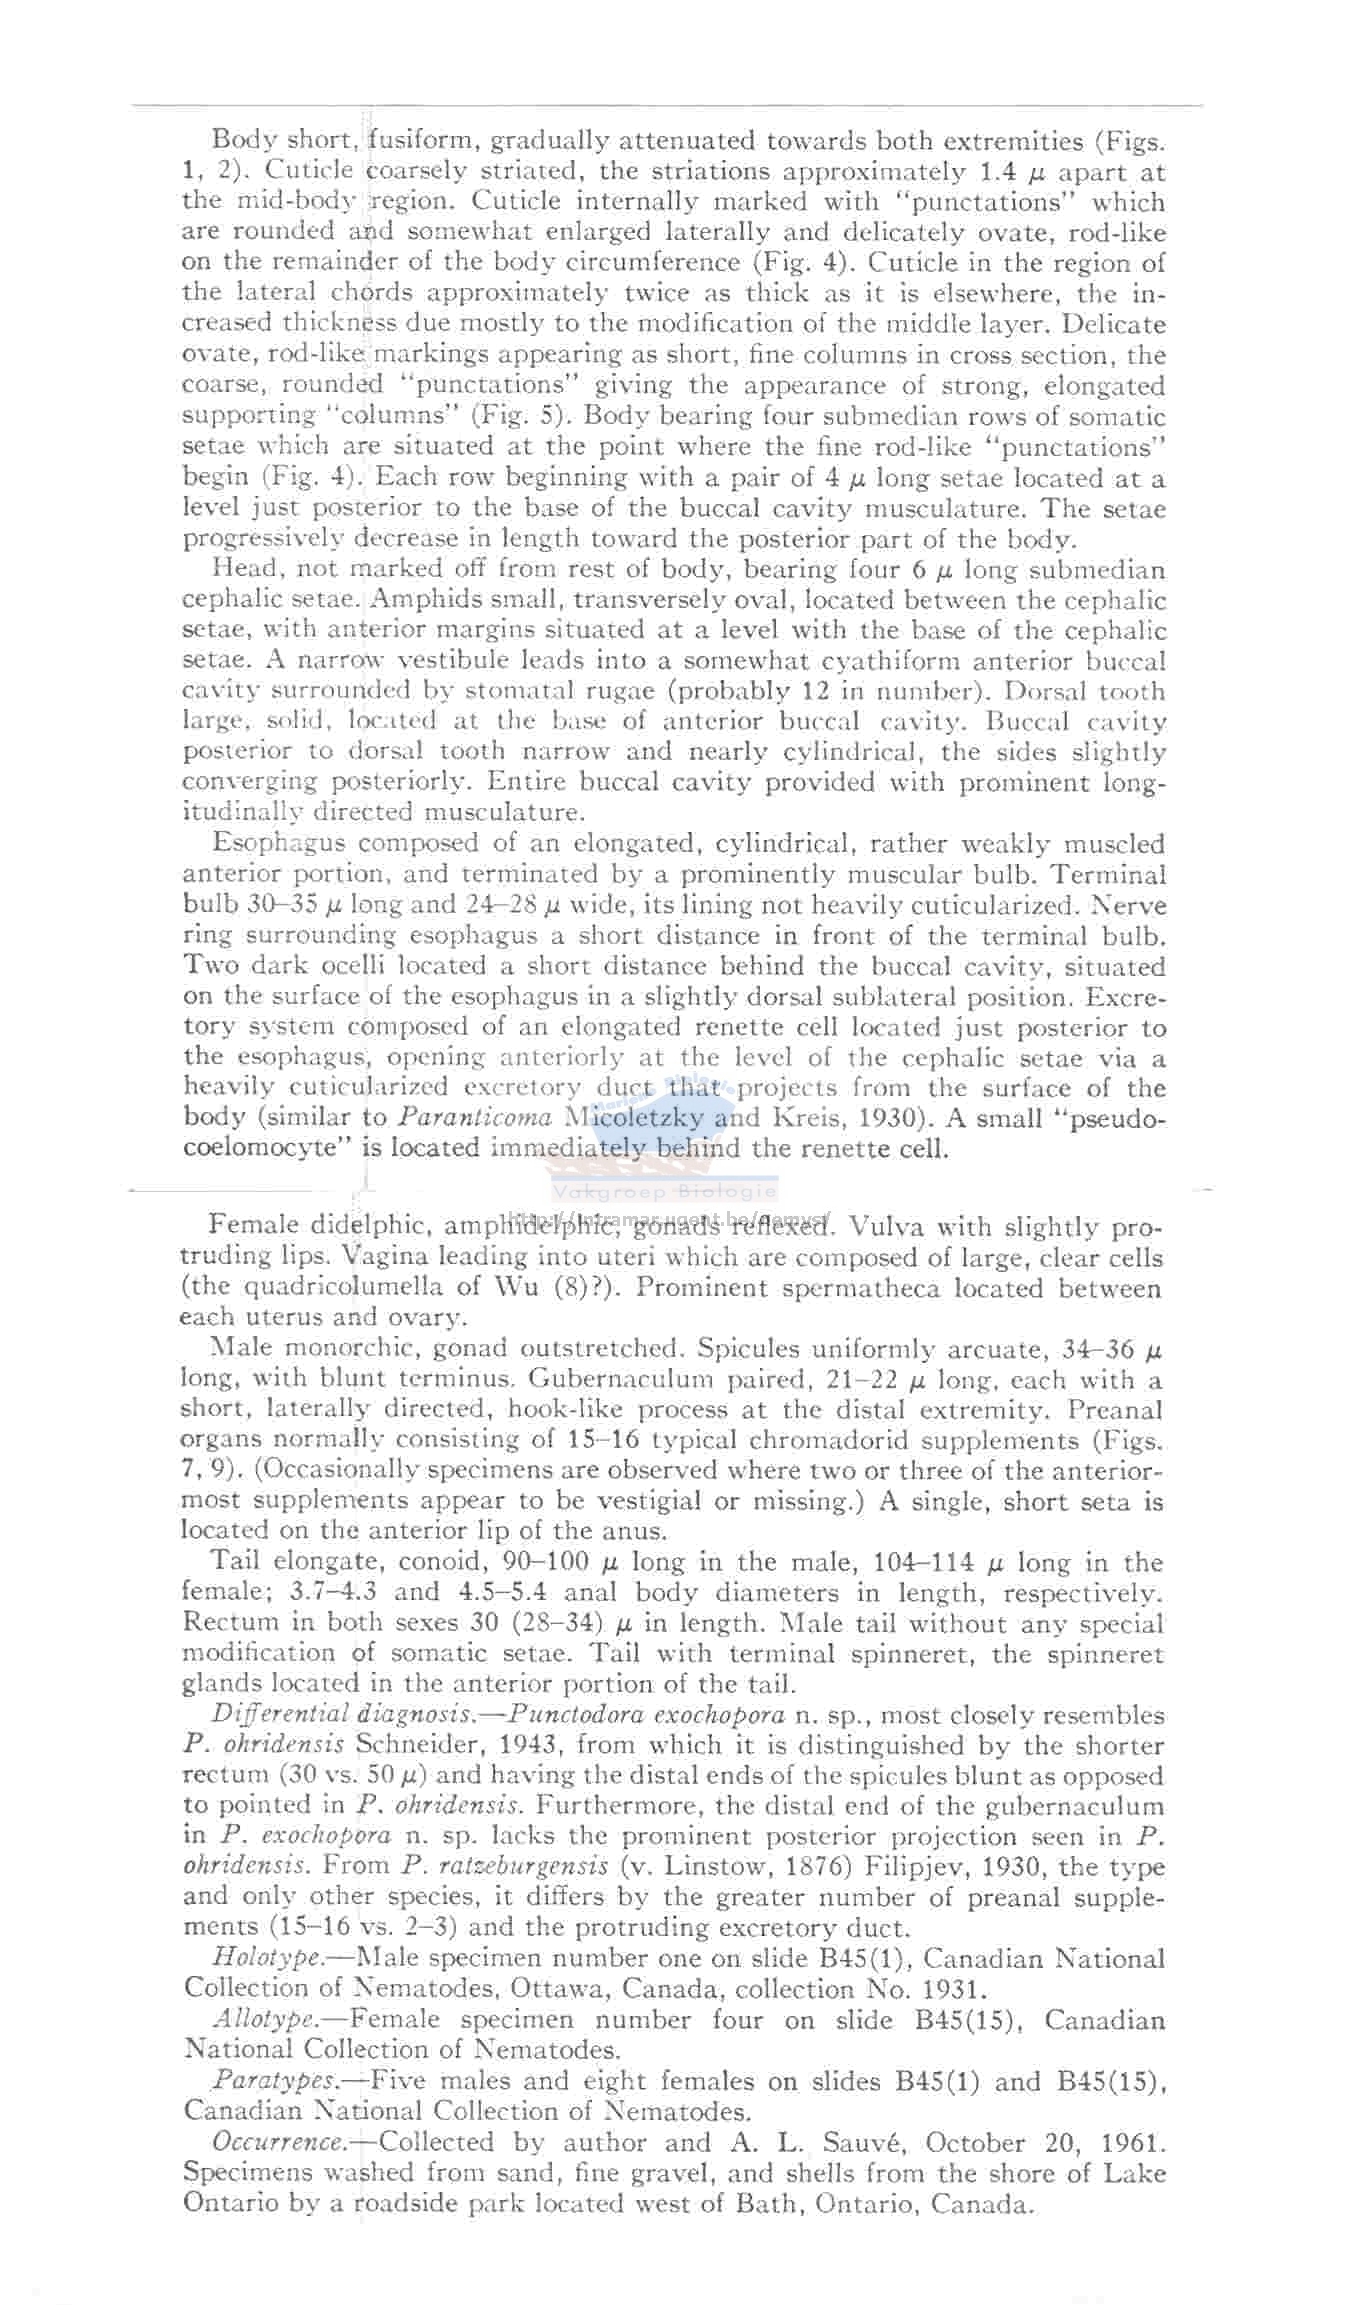 Body short, fusiform, gradually attenuated towards both extremities (Figs.
1, 2). Cuticle coarsely striated, the striations approximately 1.4 μ apart at
the mid-body region. Cuticle internally marked with “punctations” which
are rounded and somewhat enlarged laterally and delicately ovate, rod-like
on the remainder of the body circumference (Fig. 4). Cuticle in the region of
the lateral chords approximately twice as thick as it is elsewhere, the in-
creased thickness due mostly to the modification of the middle layer. Delicate
ovate, rod-like markings appearing as short, fine columns in cross section, the
coarse, rounded “punctations” giving the appearance of strong, elongated
supporting “columns” (Fig. 5). Body bearing four submedian rows of somatic
setae which are situated at the point where the fine rod-like “punctations”
begin (Fig. 4). Each row beginning with a pair of 4 μ long setae located at a
level just posterior to the base of the buccal cavity musculature. The setae
progressively decrease in length toward the posterior part of the body.
Head, not marked off from rest of body, bearing four 6 μ long submedian
cephalic setae. Amphids small, transversely oval, located between the cephalic
setae, with anterior margins situated at a level with the base of the cephalic
setae. A narrow vestibule leads into a somewhat cyathiform anterior buccal
cavity surrounded by stomatal rugae (probably 12 in number). Dorsal tooth
large, solid, located at the base of anterior buccal cavity. Buccal cavity
posterior to dorsal tooth narrow and nearly cylindrical, the sides slightly
converging posteriorly. Entire buccal cavity provided with prominent long-
itudinally directed musculature.
Esophagus composed of an elongated, cylindrical, rather weakly muscled
anterior portion, and terminated by a prominently muscular bulb. Terminal
bulb 30–35 μ long and 24–28 μ wide, its lining not heavily cuticularized. Nerve
ring surrounding esophagus a short distance in front of the terminal bulb.
Two dark ocelli located a short distance behind the buccal cavity, situated
on the surface of the esophagus in a slightly dorsal sublateral position. Excre-
tory system composed of an elongated renette cell located just posterior to
the esophagus, opening anteriorly at the level of the cephalic setae via a
heavily cuticularized excretory duct that projects from the surface of the
body (similar to Paranticoma Micoletzky and Kreis, 1930). A small “pseudo-
coelomocyte” is located immediately behind the renette cell.
Vakgroep Biologie
http://intramar.ugent.be/nemys/
Female didelphic, amphidelphic, gonads reflexed. Vulva with slightly pro-
truding lips. Vagina leading into uteri which are composed of large, clear cells
(the quadricolumella of Wu (8)?). Prominent spermatheca located between
each uterus and ovary.
Male monorchic, gonad outstretched. Spicules uniformly arcuate, 34–36 μ
long, with blunt terminus. Gubernaculum paired, 21–22 μ long, each with a
short, laterally directed, hook-like process at the distal extremity. Preanal
organs normally consisting of 15–16 typical chromadorid supplements (Figs.
7, 9). (Occasionally specimens are observed where two or three of the anterior-
most supplements appear to be vestigial or missing.) A single, short seta is
located on the anterior lip of the anus.
Tail elongate, conoid, 90–100 μ long in the male, 104–114 μ long in the
female; 3.7–4.3 and 4.5–5.4 anal body diameters in length, respectively.
Rectum in both sexes 30 (28–34) μ in length. Male tail without any special
modification of somatic setae. Tail with terminal spinneret, the spinneret
glands located in the anterior portion of the tail.
Differential diagnosis.—Punctodora exochopora n. sp., most closely resembles
P. ohridensis Schneider, 1943, from which it is distinguished by the shorter
rectum (30 vs. 50 μ) and having the distal ends of the spicules blunt as opposed
to pointed in P. ohridensis. Furthermore, the distal end of the gubernaculum
in P. exochopora n. sp. lacks the prominent posterior projection seen in P.
ohridensis. From P. ratzeburgensis (v. Linstow, 1876) Filipjev, 1930, the type
and only other species, it differs by the greater number of preanal supple-
ments (15–16 vs. 2–3) and the protruding excretory duct.
Holotype.—Male specimen number one on slide B45(1), Canadian National
Collection of Nematodes, Ottawa, Canada, collection No. 1931.
Allotype.—Female specimen number four on slide B45(15), Canadian
National Collection of Nematodes.
Paratypes.—Five males and eight females on slides B45(1) and B45(15),
Canadian National Collection of Nematodes.
Occurrence.—Collected by author and A. L. Sauvé, October 20, 1961.
Specimens washed from sand, fine gravel, and shells from the shore of Lake
Ontario by a roadside park located west of Bath, Ontario, Canada.